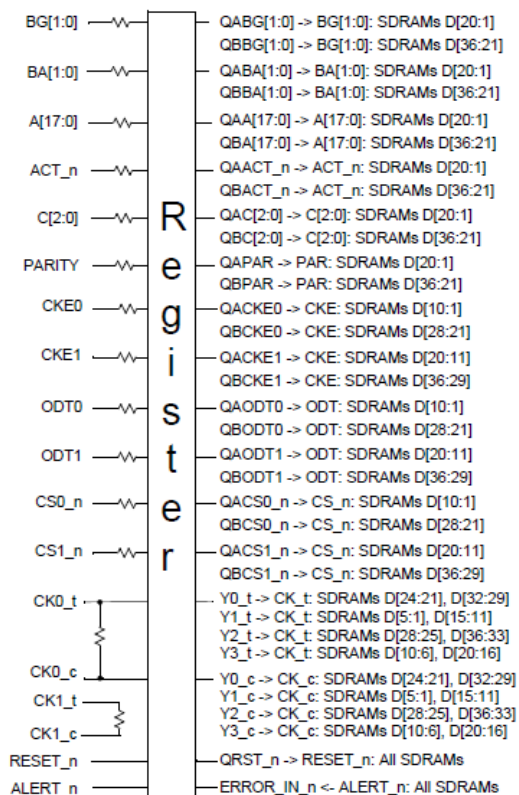 BG[1:0]
QABG[1:0] -> BG[1:0]: SDRAMs D[20:1]
QBBG[1:0] -> BG[1:0]: SDRAMs D[36:21]
BA[1:0]
QABA[1:0] -> BA[1:0]: SDRAMs D[20:1]
QBBA[1:0] -> BA[1:0]: SDRAMs D[36:21]
A[17:0]
QAA[17:0] -> A[17:0]: SDRAMs D[20:1]
QBA[17:0] -> A[17:0]: SDRAMs D[36:21]
ACT_n
QAACT_n -> ACT_n: SDRAMs D[20:1]
QBACT_n -> ACT_n: SDRAMs D[36:21]
C[2:0]
QAC[2:0] -> C[2:0]: SDRAMs D[20:1]
QBC[2:0] -> C[2:0]: SDRAMs D[36:21]
PARITY
QAPAR -> PAR: SDRAMs D[20:1]
QBPAR -> PAR: SDRAMs D[36:21]
CKE0
QACKE0 -> CKE: SDRAMs D[10:1]
QBCKE0 -> CKE: SDRAMs D[28:21]
CKE1
QACKE1 -> CKE: SDRAMs D[20:11]
QBCKE1 -> CKE: SDRAMs D[36:29]
ODT0
QAODT0 -> ODT: SDRAMs D[10:1]
QBODT0 -> ODT: SDRAMs D[28:21]
ODT1
QAODT1 -> ODT: SDRAMs D[20:11]
QBODT1 -> ODT: SDRAMs D[36:29]
CS0_n
QACS0_n -> CS_n: SDRAMs D[10:1]
QBCS0_n -> CS_n: SDRAMs D[28:21]
CS1_n
QACS1_n -> CS_n: SDRAMs D[20:11]
QBCS1_n -> CS_n: SDRAMs D[36:29]
Register
CK0_t
Y0_t -> CK_t: SDRAMs D[24:21], D[32:29]
Y1_t -> CK_t: SDRAMs D[5:1], D[15:11]
Y2_t -> CK_t: SDRAMs D[28:25], D[36:33]
Y3_t -> CK_t: SDRAMs D[10:6], D[20:16]
CK0_c
Y0_c -> CK_c: SDRAMs D[24:21], D[32:29]
Y1_c -> CK_c: SDRAMs D[5:1], D[15:11]
Y2_c -> CK_c: SDRAMs D[28:25], D[36:33]
Y3_c -> CK_c: SDRAMs D[10:6], D[20:16]
CK1_t
CK1_c
RESET_n
QRST_n -> RESET_n: All SDRAMs
ALERT_n
ERROR_IN_n <- ALERT_n: All SDRAMs